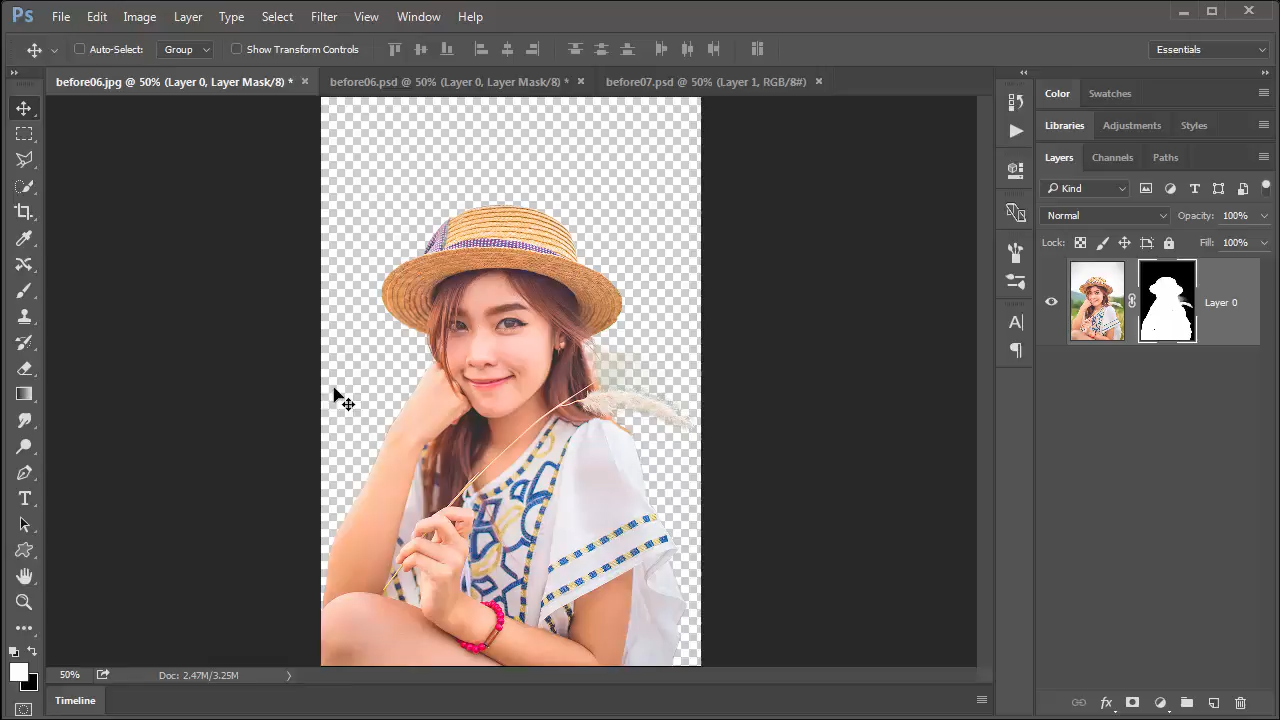 Ps File Edit Image Layer Type Select Filter View Window Help
Auto-Select: Group Show Transform Controls Essentials
before06.jpg @ 50% (Layer 0, Layer Mask/8) * before06.psd @ 50% (Layer 0, Layer Mask/8) * before07.psd @ 50% (Layer 1, RGB/8#)
Color Swatches
Libraries Adjustments Styles
Layers Channels Paths
Kind
Normal Opacity: 100%
Lock: Fill: 100%
Layer 0
50% Doc: 2.47M/3.25M
Timeline